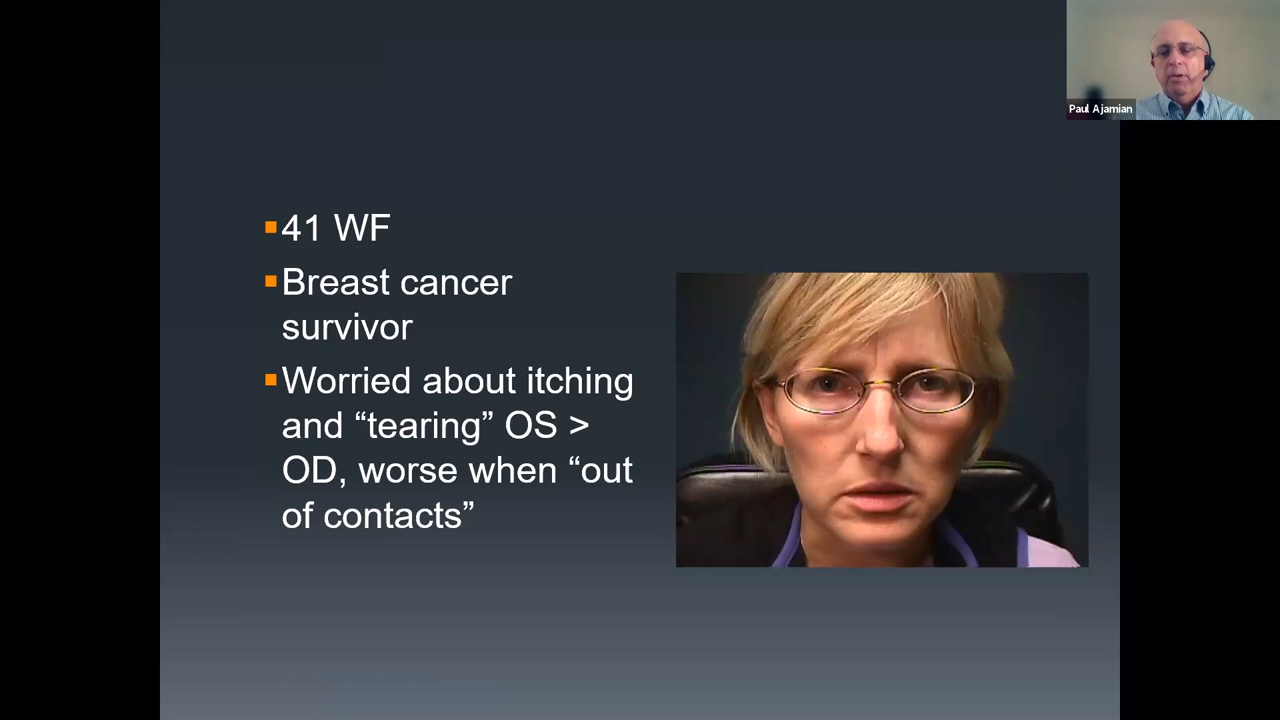 Paul Ajamian
41 WF
Breast cancer
survivor
Worried about itching
and “tearing” OS >
OD, worse when “out
of contacts”